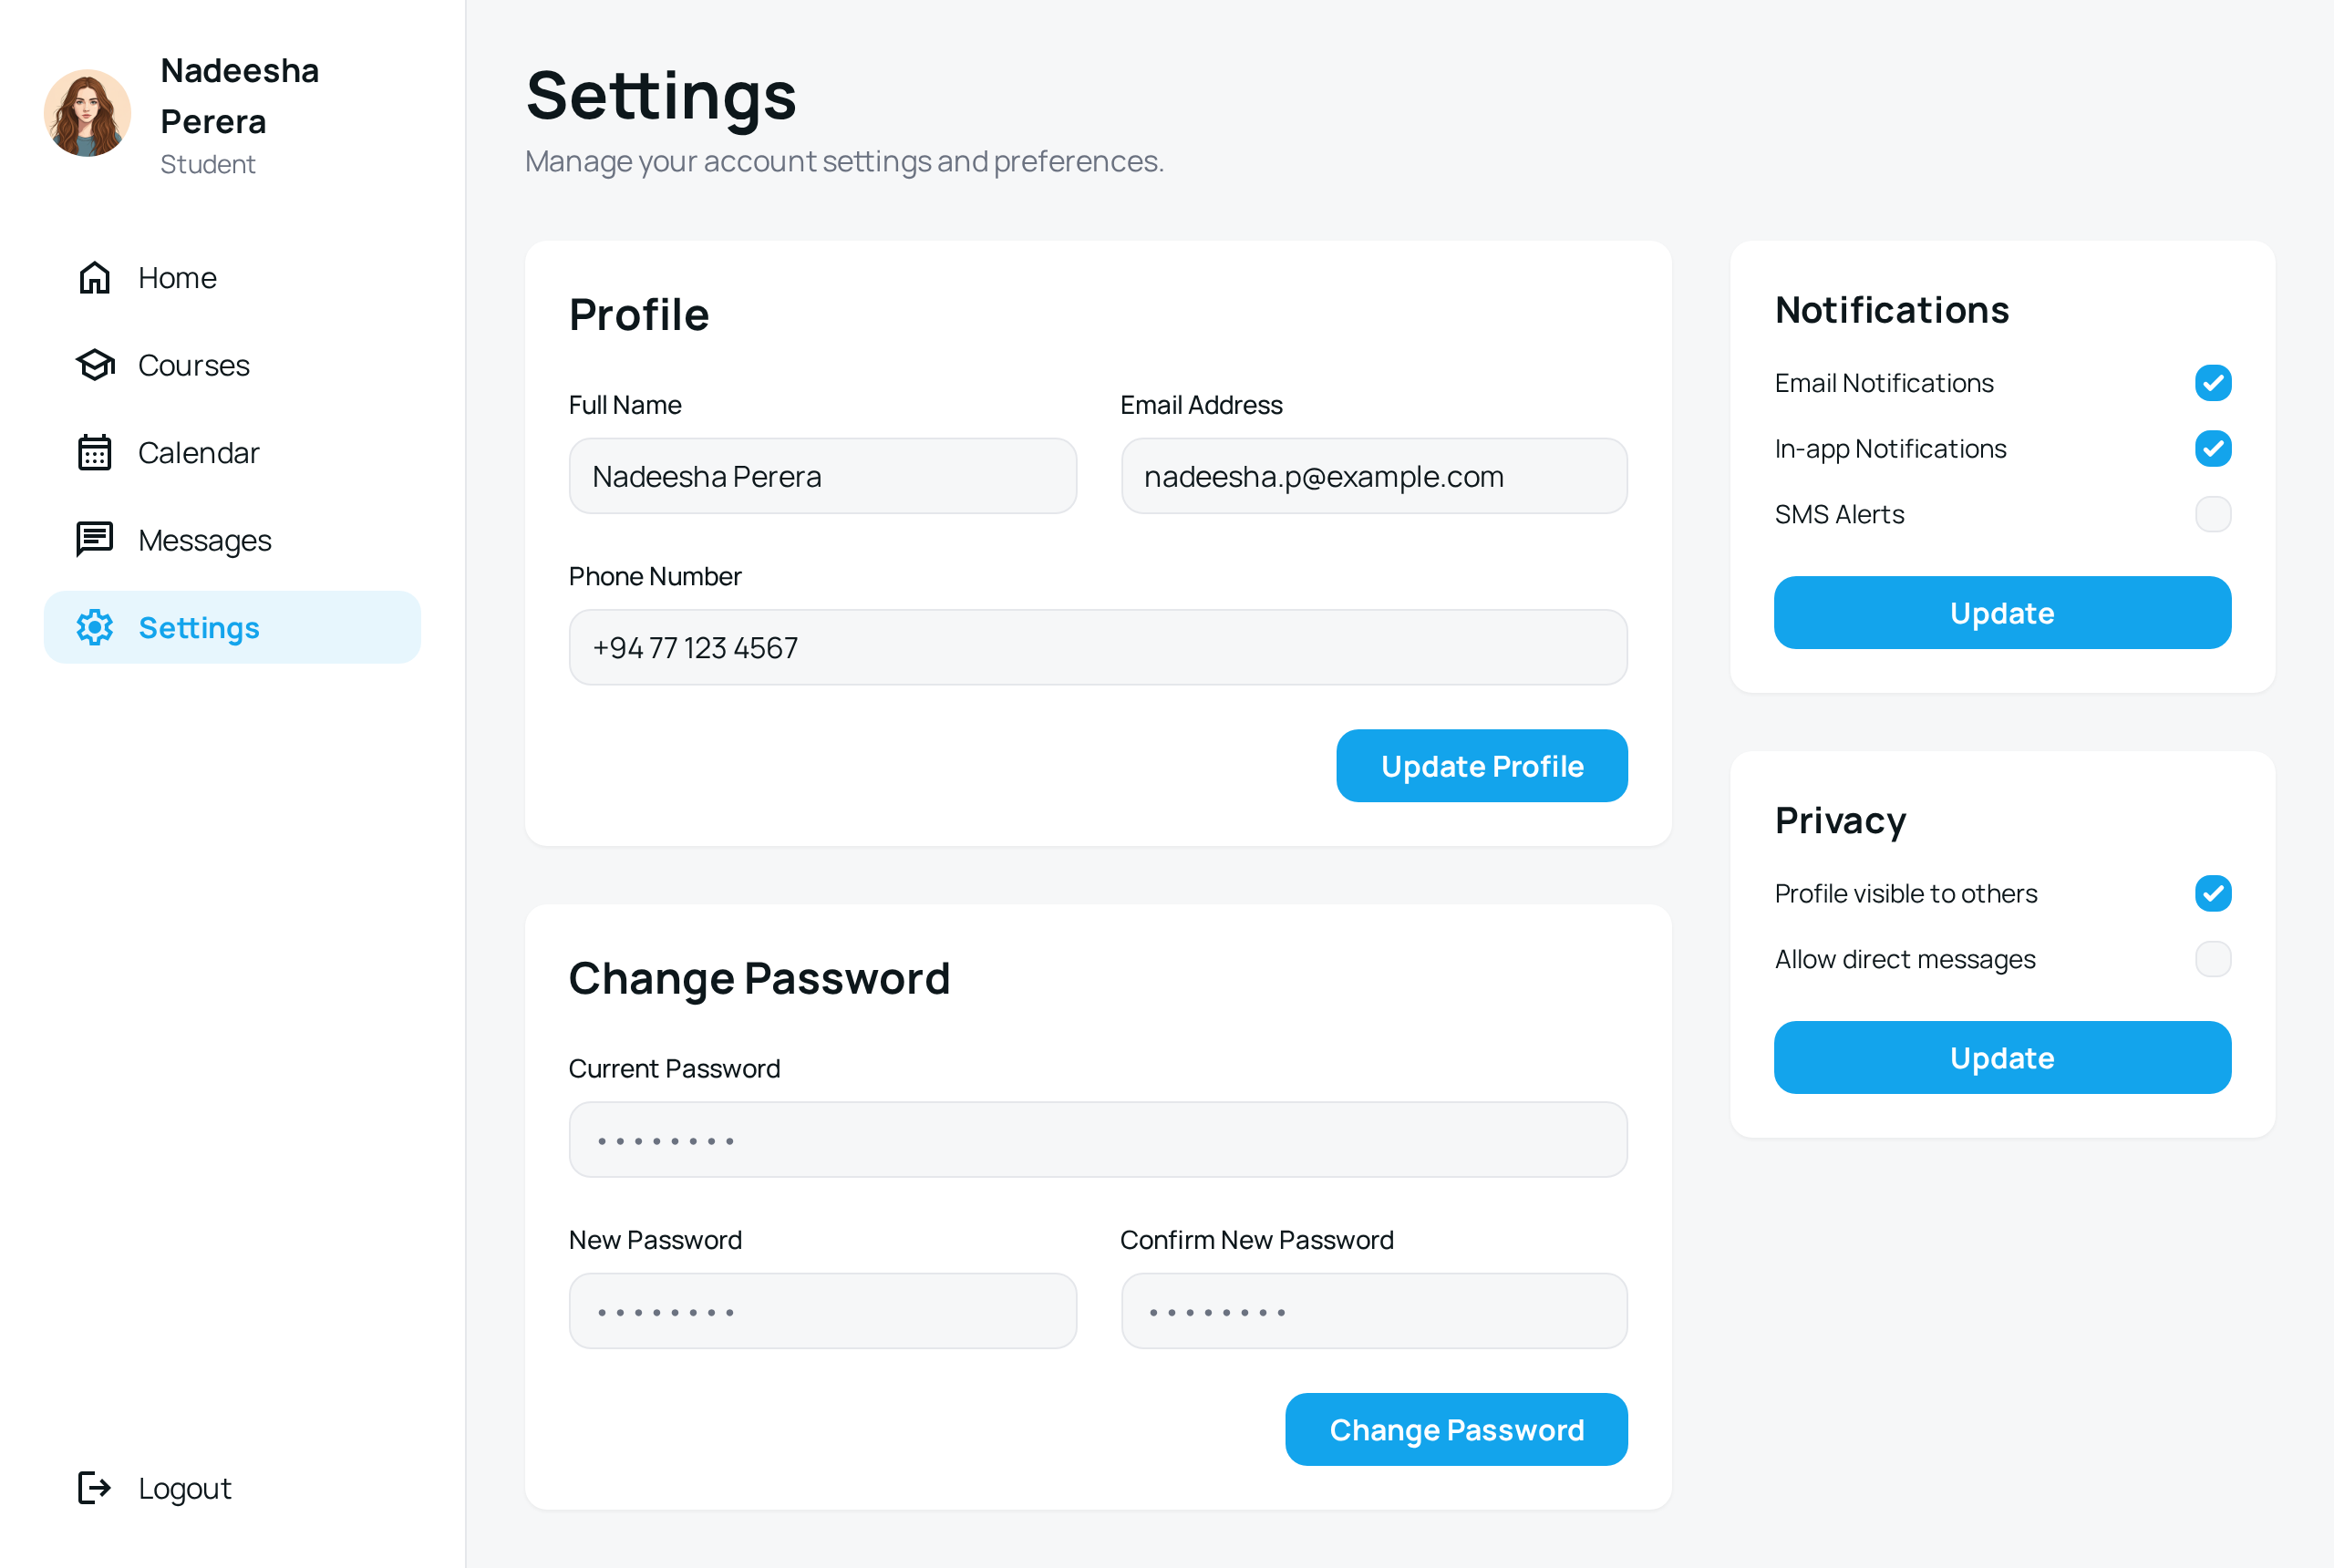 Nadeesha
Perera
Student
Home
Courses
Calendar
Messages
Settings
Logout
Settings
Manage your account settings and preferences.
Profile
Full Name
Nadeesha Perera
Email Address
nadeesha.p@example.com
Phone Number
+94 77 123 4567
Update Profile
Change Password
Current Password
••••••••
New Password
••••••••
Confirm New Password
••••••••
Change Password
Notifications
Email Notifications
In-app Notifications
SMS Alerts
Update
Privacy
Profile visible to others
Allow direct messages
Update